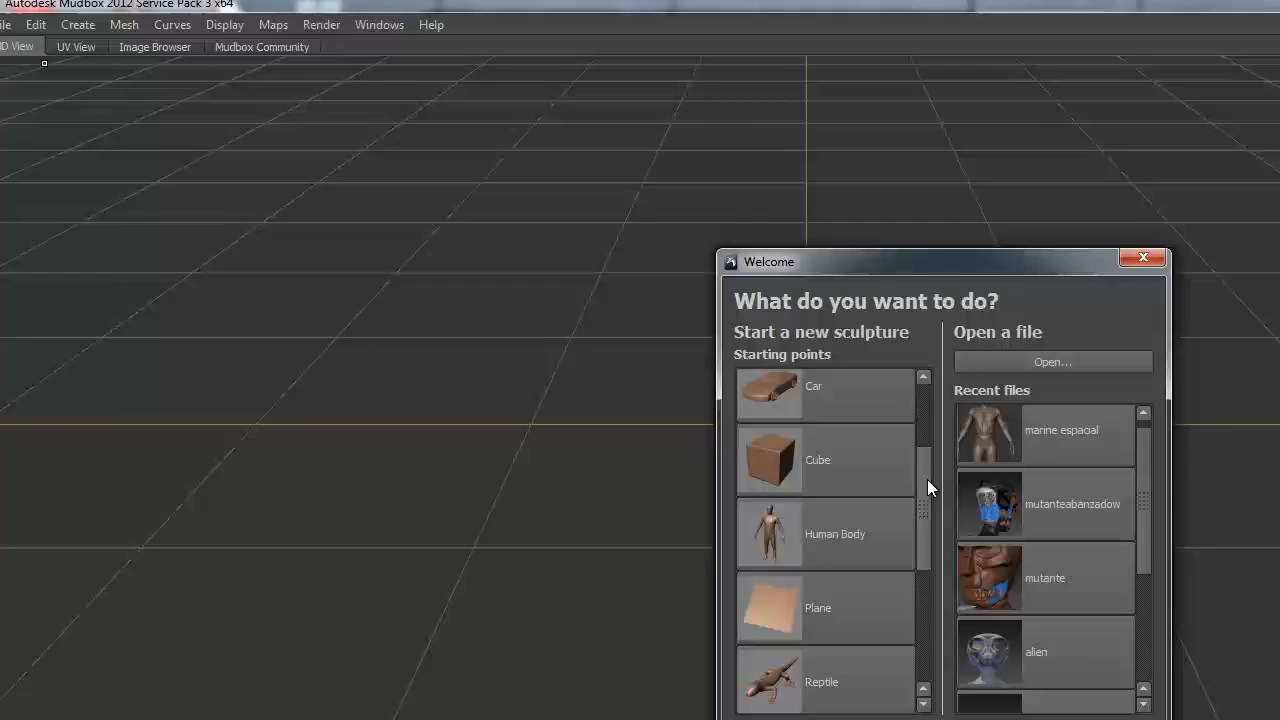 Autodesk Mudbox 2012 Service Pack 3 x64
Edit Create Mesh Curves Display Maps Render Windows Help
View UV View Image Browser Mudbox Community
Welcome
What do you want to do?
Start a new sculpture
Starting points
Car
Cube
Human Body
Plane
Reptile
Open a file
Open...
Recent files
marine espacial
mutanteabanzadow
mutante
alien